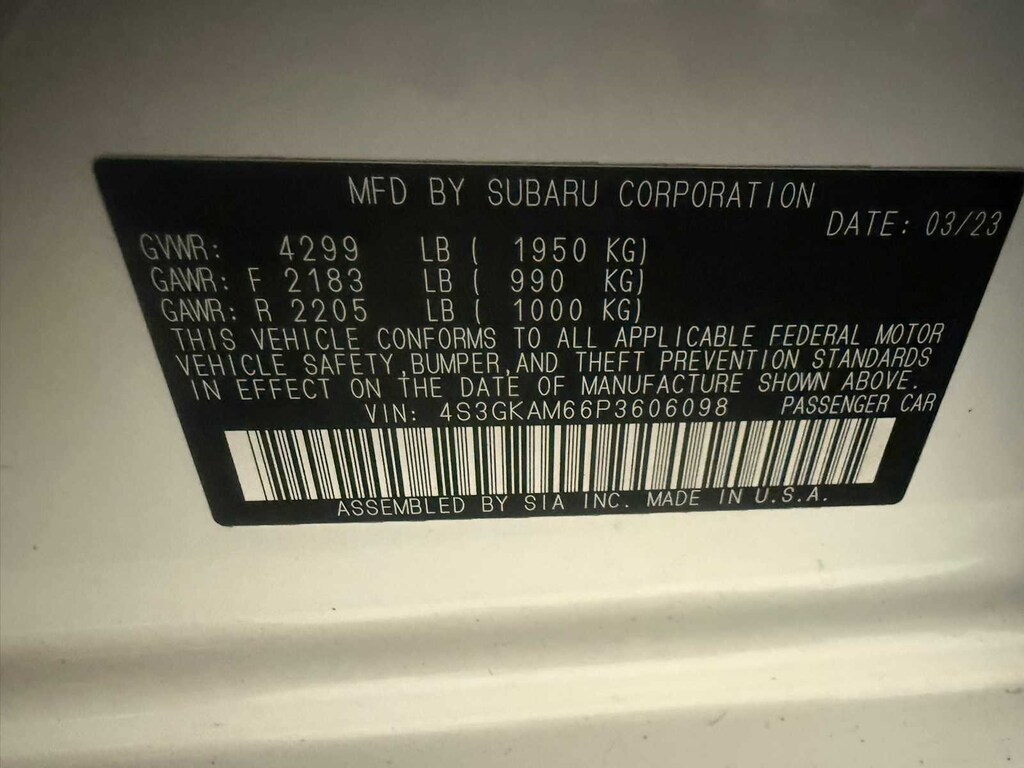 MFD BY SUBARU CORPORATION
DATE: 03/23
GVWR: 4299 LB ( 1950 KG)
GAWR: F 2183 LB ( 990 KG)
GAWR: R 2205 LB ( 1000 KG)
THIS VEHICLE CONFORMS TO ALL APPLICABLE FEDERAL MOTOR
VEHICLE SAFETY,BUMPER,AND THEFT PREVENTION STANDARDS
IN EFFECT ON THE DATE OF MANUFACTURE SHOWN ABOVE.
VIN: 4S3GKAM66P3606098 PASSENGER CAR
ASSEMBLED BY SIA INC. MADE IN U.S.A.